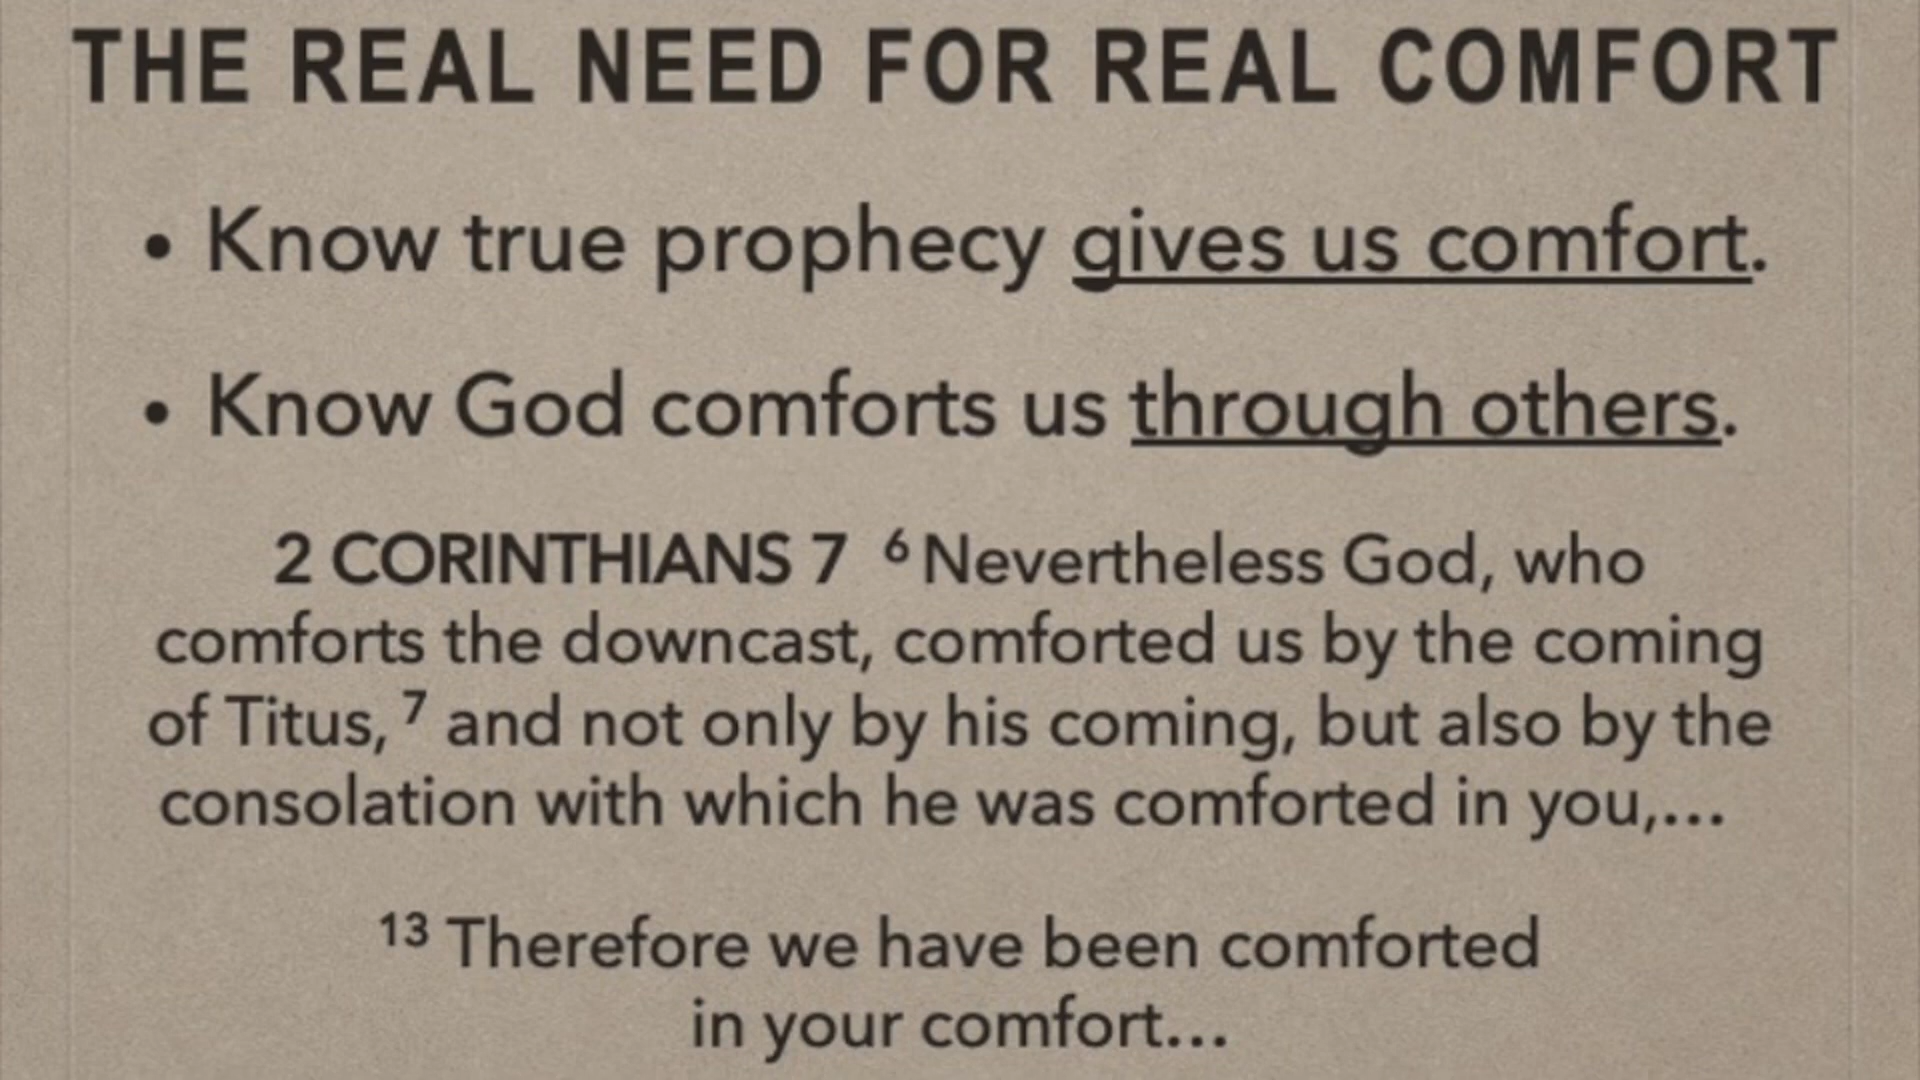 THE REAL NEED FOR REAL COMFORT
• Know true prophecy gives us comfort.
• Know God comforts us through others.
2 CORINTHIANS 7 ⁶ Nevertheless God, who
comforts the downcast, comforted us by the coming
of Titus, ⁷ and not only by his coming, but also by the
consolation with which he was comforted in you,…
¹³ Therefore we have been comforted
in your comfort…